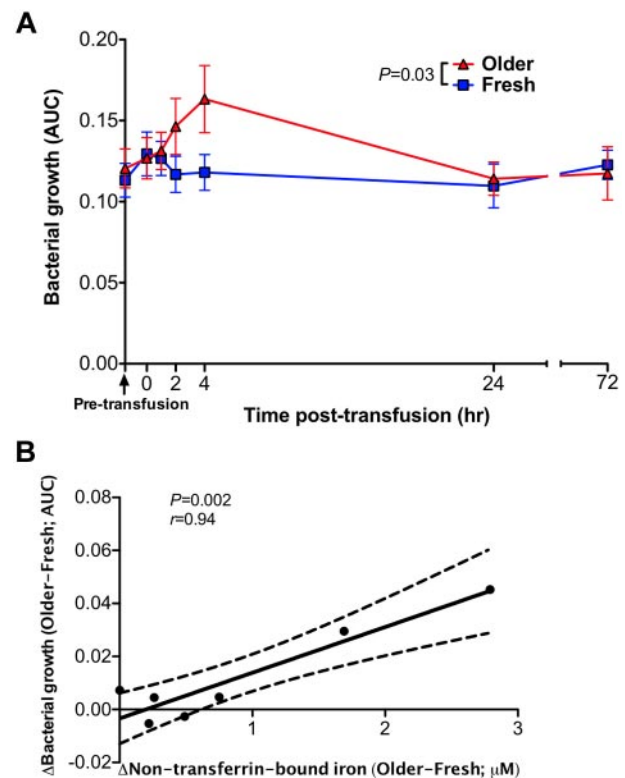 A
Bacterial growth (AUC)
0.20
0.15
0.10
0.05
0.00
P=0.03
Older
Fresh
0 2 4 24 72
Pre-transfusion
Time post-transfusion (hr)
B
ΔBacterial growth (Older-Fresh; AUC)
0.08
0.06
0.04
0.02
0.00
-0.02
P=0.002
r=0.94
1 2 3
ΔNon-transferrin-bound iron (Older-Fresh; μM)